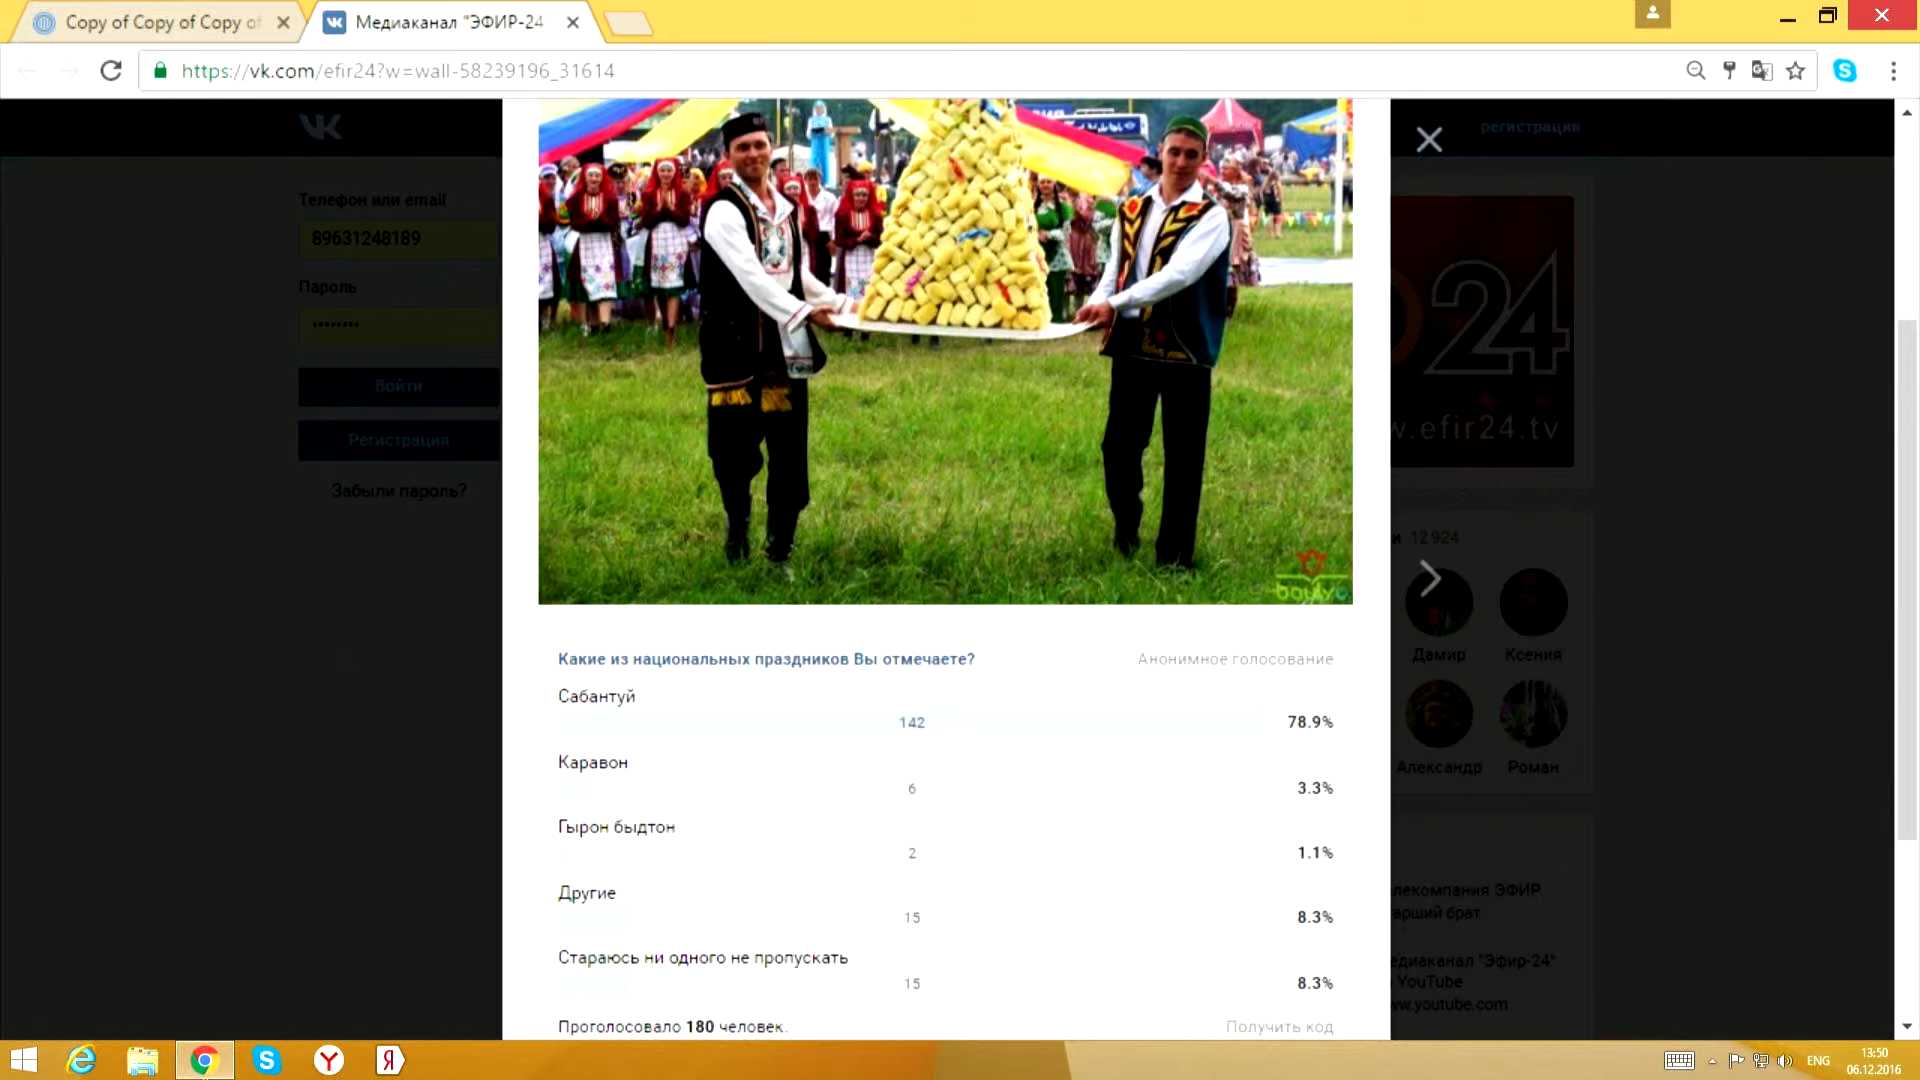 Copy of Copy of Copy of
Медиаканал "ЭФИР-24
https://vk.com/efir24?w=wall-58239196_31614
регистрация
Телефон или email
89631248189
Пароль
••••••••
Войти
Регистрация
Забыли пароль?
24
w.efir24.tv
12 924
Дамир
Ксения
Александр
Роман
Какие из национальных праздников Вы отмечаете?
Анонимное голосование
Сабантуй
142
78.9%
Каравон
6
3.3%
Гырон быдтон
2
1.1%
Другие
15
8.3%
Стараюсь ни одного не пропускать
15
8.3%
Проголосовало 180 человек.
Получить код
лекомпания ЭФИР
арший брат
едиаканал "Эфир-24"
YouTube
ww.youtube.com
ENG
13:50
06.12.2016